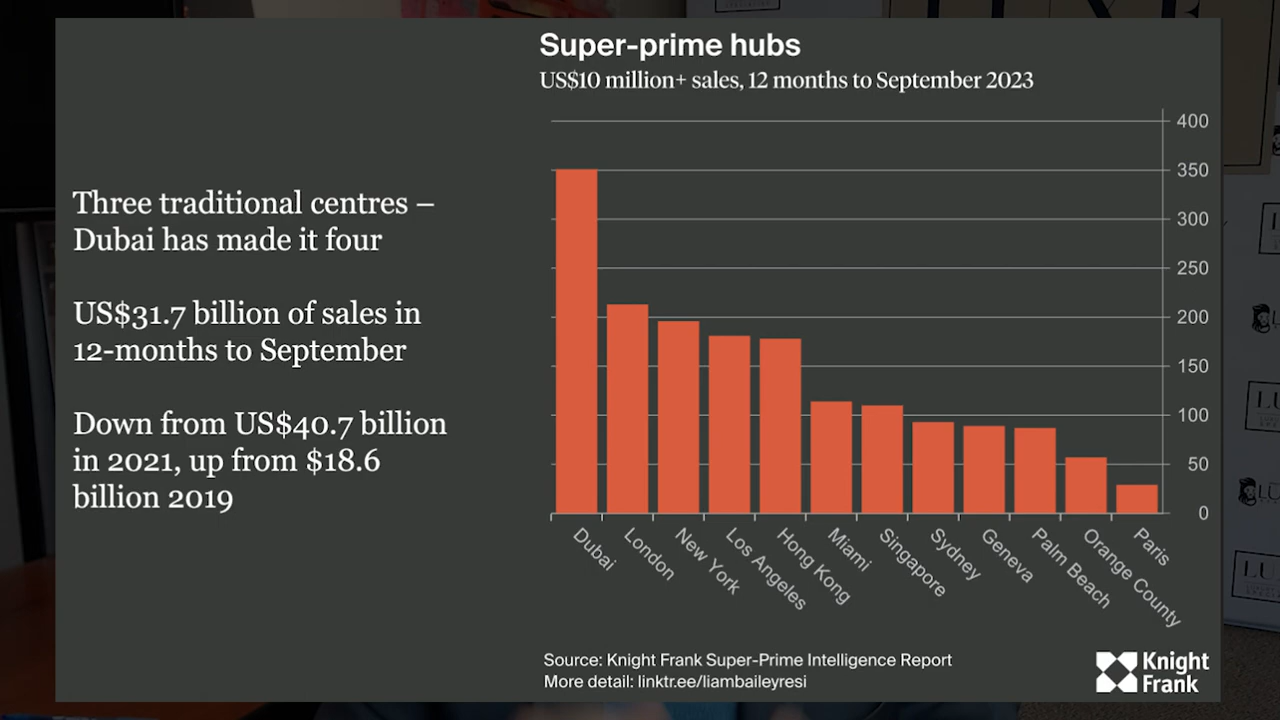 Super-prime hubs
US$10 million+ sales, 12 months to September 2023
Three traditional centres –
Dubai has made it four
US$31.7 billion of sales in
12-months to September
Down from US$40.7 billion
in 2021, up from $18.6
billion 2019
400
350
300
250
200
150
100
50
0
Dubai
London
New York
Los Angeles
Hong Kong
Miami
Singapore
Sydney
Geneva
Palm Beach
Orange County
Paris
Source: Knight Frank Super-Prime Intelligence Report
More detail: linktr.ee/liambaileyresi
Knight
Frank